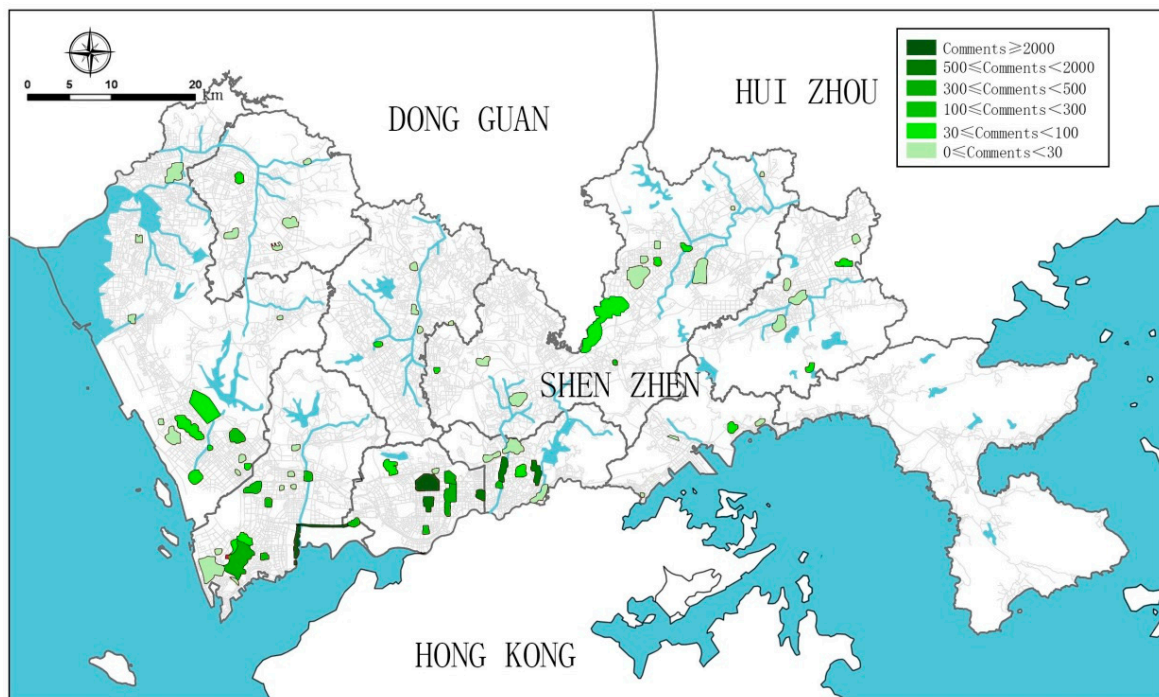 0
10
20
km
DONG GUAN
HUI ZHOU
Comments≥2000
500≤Comments<2000
300≤Comments<500
100≤Comments<300
30≤Comments<100
0≤Comments<30
SHEN ZHEN
HONG KONG